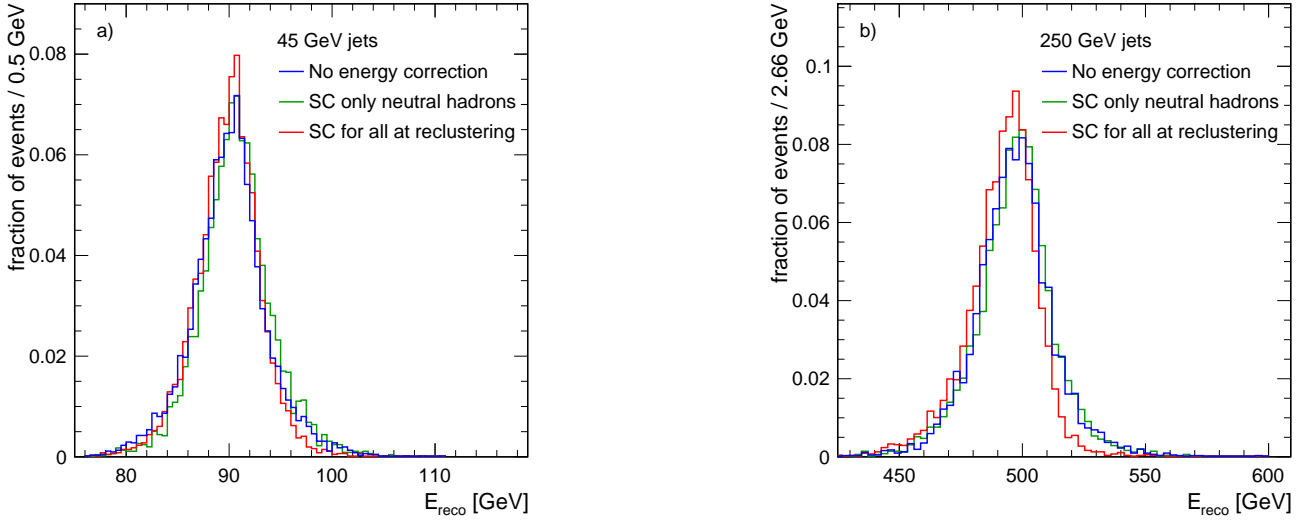 fraction of events / 0.5 GeV
0.08
0.06
0.04
0.02
0
a)
45 GeV jets
No energy correction
SC only neutral hadrons
SC for all at reclustering
80
90
100
110
E_reco [GeV]
fraction of events / 2.66 GeV
0.1
0.08
0.06
0.04
0.02
0
b)
250 GeV jets
No energy correction
SC only neutral hadrons
SC for all at reclustering
450
500
550
600
E_reco [GeV]